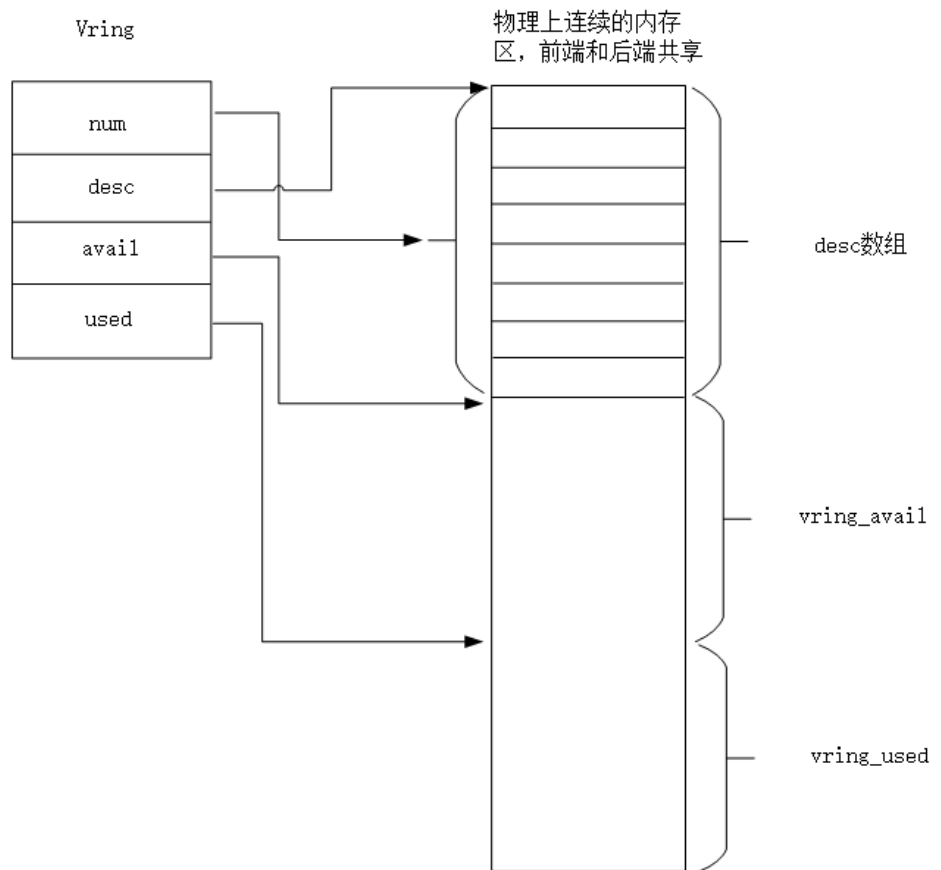 Vring
物理上连续的内存
区，前端和后端共享
num
desc
avail
used
desc数组
vring_avail
vring_used